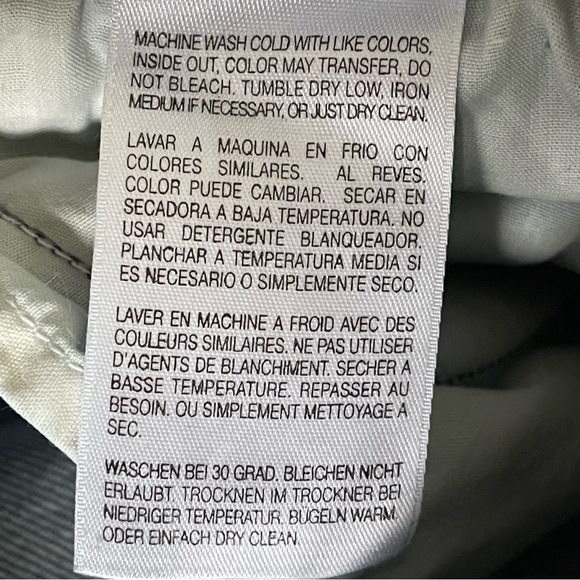 MACHINE WASH COLD WITH LIKE COLORS,
INSIDE OUT, COLOR MAY TRANSFER, DO
NOT BLEACH. TUMBLE DRY LOW, IRON
MEDIUM IF NECESSARY, OR JUST DRY CLEAN.
LAVAR A MAQUINA EN FRIO CON
COLORES SIMILARES. AL REVES.
COLOR PUEDE CAMBIAR. SECAR EN
SECADORA A BAJA TEMPERATURA. NO
USAR DETERGENTE BLANQUEADOR.
PLANCHAR A TEMPERATURA MEDIA SI
ES NECESARIO O SIMPLEMENTE SECO.
LAVER EN MACHINE A FROID AVEC DES
COULEURS SIMILAIRES. NE PAS UTILISER
D'AGENTS DE BLANCHIMENT. SECHER A
BASSE TEMPERATURE. REPASSER AU
BESOIN. OU SIMPLEMENT METTOYAGE A
SEC.
WASCHEN BEI 30 GRAD. BLEICHEN NICHT
ERLAUBT. TROCKNEN IM TROCKNER BEI
NIEDRIGER TEMPERATUR. BUGELN WARM.
ODER EINFACH DRY CLEAN.